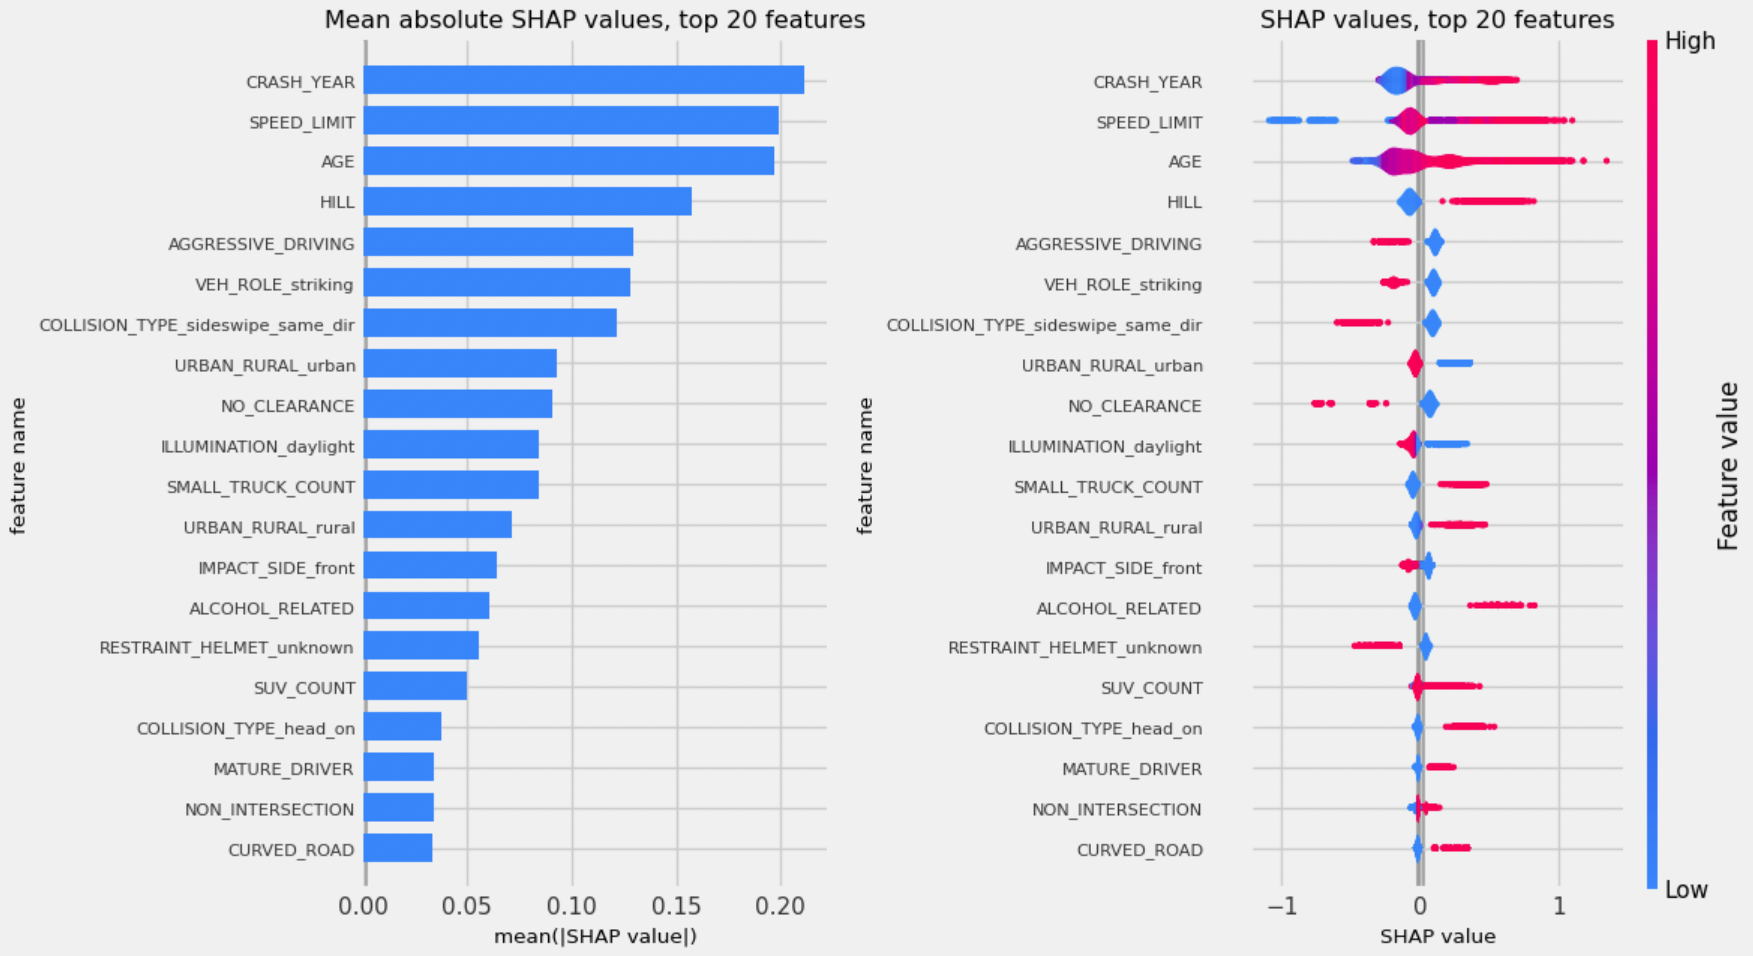 Mean absolute SHAP values, top 20 features
CRASH_YEAR
SPEED_LIMIT
AGE
HILL
AGGRESSIVE_DRIVING
VEH_ROLE_striking
COLLISION_TYPE_sideswipe_same_dir
URBAN_RURAL_urban
NO_CLEARANCE
ILLUMINATION_daylight
SMALL_TRUCK_COUNT
URBAN_RURAL_rural
IMPACT_SIDE_front
ALCOHOL_RELATED
RESTRAINT_HELMET_unknown
SUV_COUNT
COLLISION_TYPE_head_on
MATURE_DRIVER
NON_INTERSECTION
CURVED_ROAD
feature name
0.00 0.05 0.10 0.15 0.20
mean(|SHAP value|)
SHAP values, top 20 features
CRASH_YEAR
SPEED_LIMIT
AGE
HILL
AGGRESSIVE_DRIVING
VEH_ROLE_striking
COLLISION_TYPE_sideswipe_same_dir
URBAN_RURAL_urban
NO_CLEARANCE
ILLUMINATION_daylight
SMALL_TRUCK_COUNT
URBAN_RURAL_rural
IMPACT_SIDE_front
ALCOHOL_RELATED
RESTRAINT_HELMET_unknown
SUV_COUNT
COLLISION_TYPE_head_on
MATURE_DRIVER
NON_INTERSECTION
CURVED_ROAD
feature name
−1 0 1
SHAP value
High
Feature value
Low